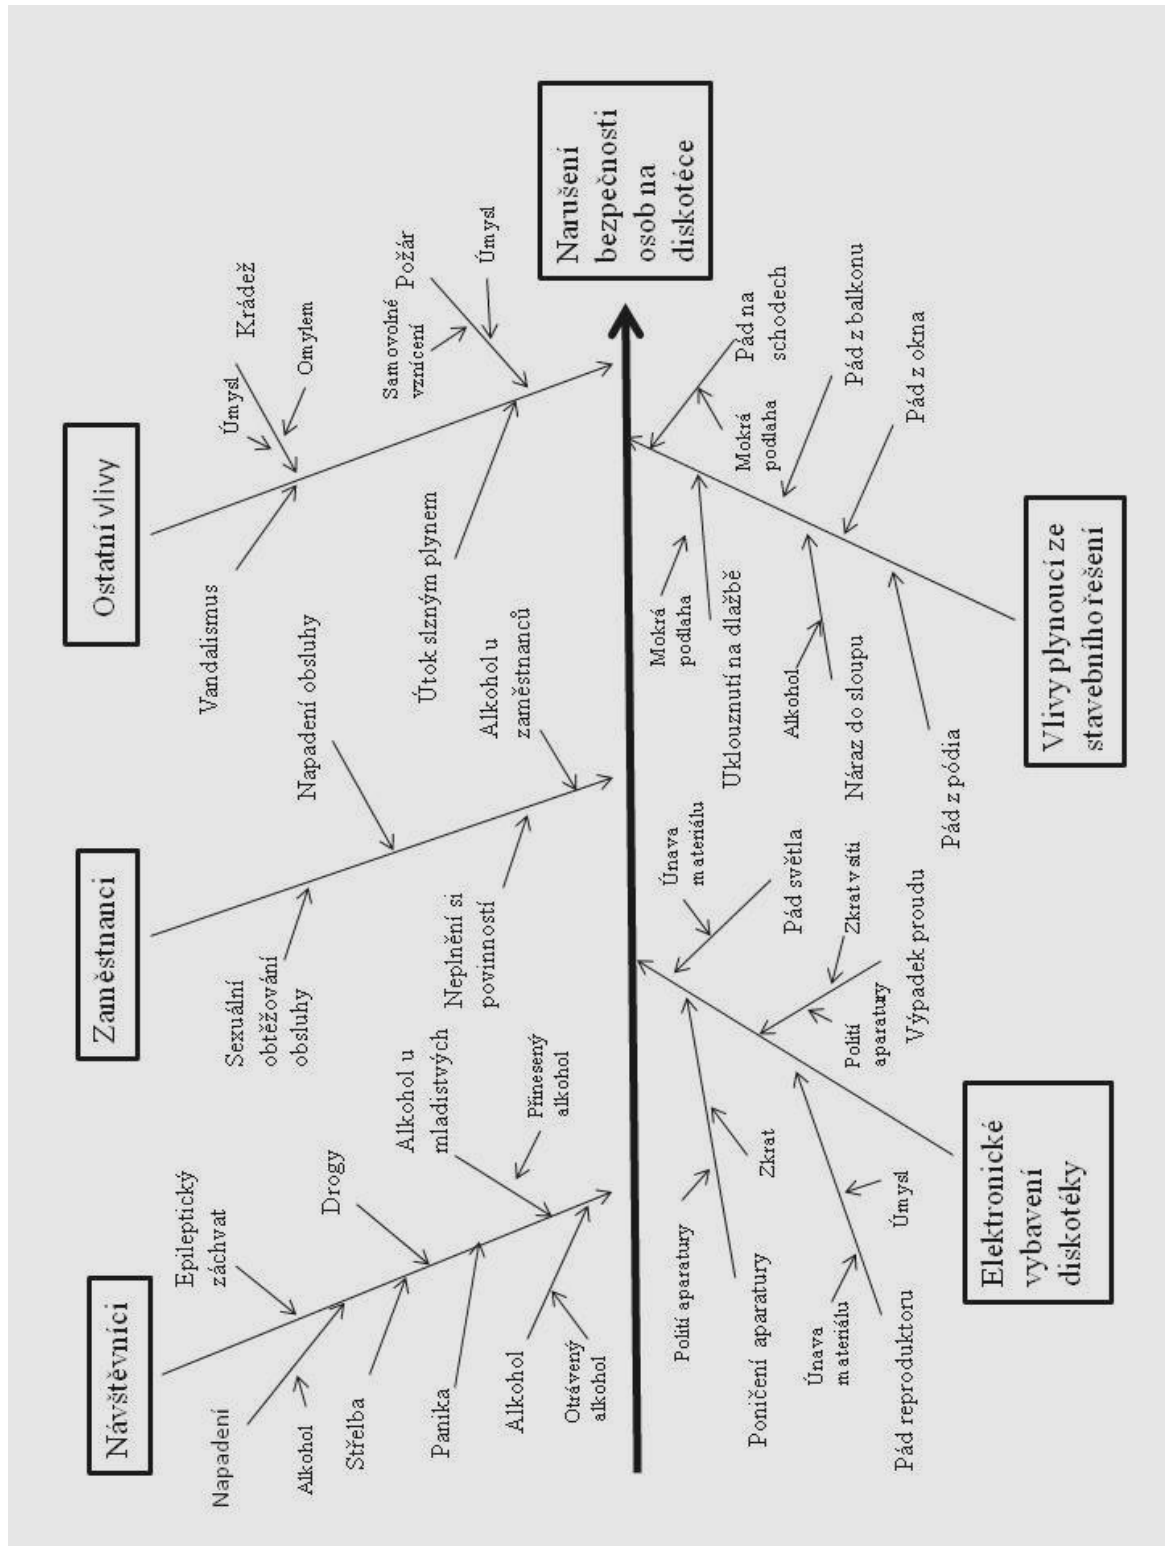 Návštěvníci
Epileptický
záchvat
Napadení
Alkohol
Drogy
Střelba
Panika
Alkohol u
mladistvých
Přinesený
alkohol
Alkohol
Otrávený
alkohol
Zaměstnanci
Sexuální
obtěžování
obsluhy
Napadení obsluhy
Neplnění si
povinností
Alkohol u
zaměstnanců
Ostatní vlivy
Vandalismus
Úmysl
Krádež
Omylem
Útok slzným plynem
Samovolné
vznícení
Požár
Úmysl
Narušení
bezpečnosti
osob na
diskotéce
Polití aparatury
Zkrat
Poničení aparatury
Únava
materiálu
Úmysl
Pád reproduktoru
Únava
materiálu
Pád světla
Zkrat v síti
Polití
aparatury
Výpadek proudu
Elektronické
vybavení
diskotéky
Mokrá
podlaha
Uklouznutí na dlažbě
Alkohol
Náraz do sloupu
Pád z pódia
Pád na
schodech
Mokrá
podlaha
Pád z balkonu
Pád z okna
Vlivy plynoucí ze
stavebního řešení